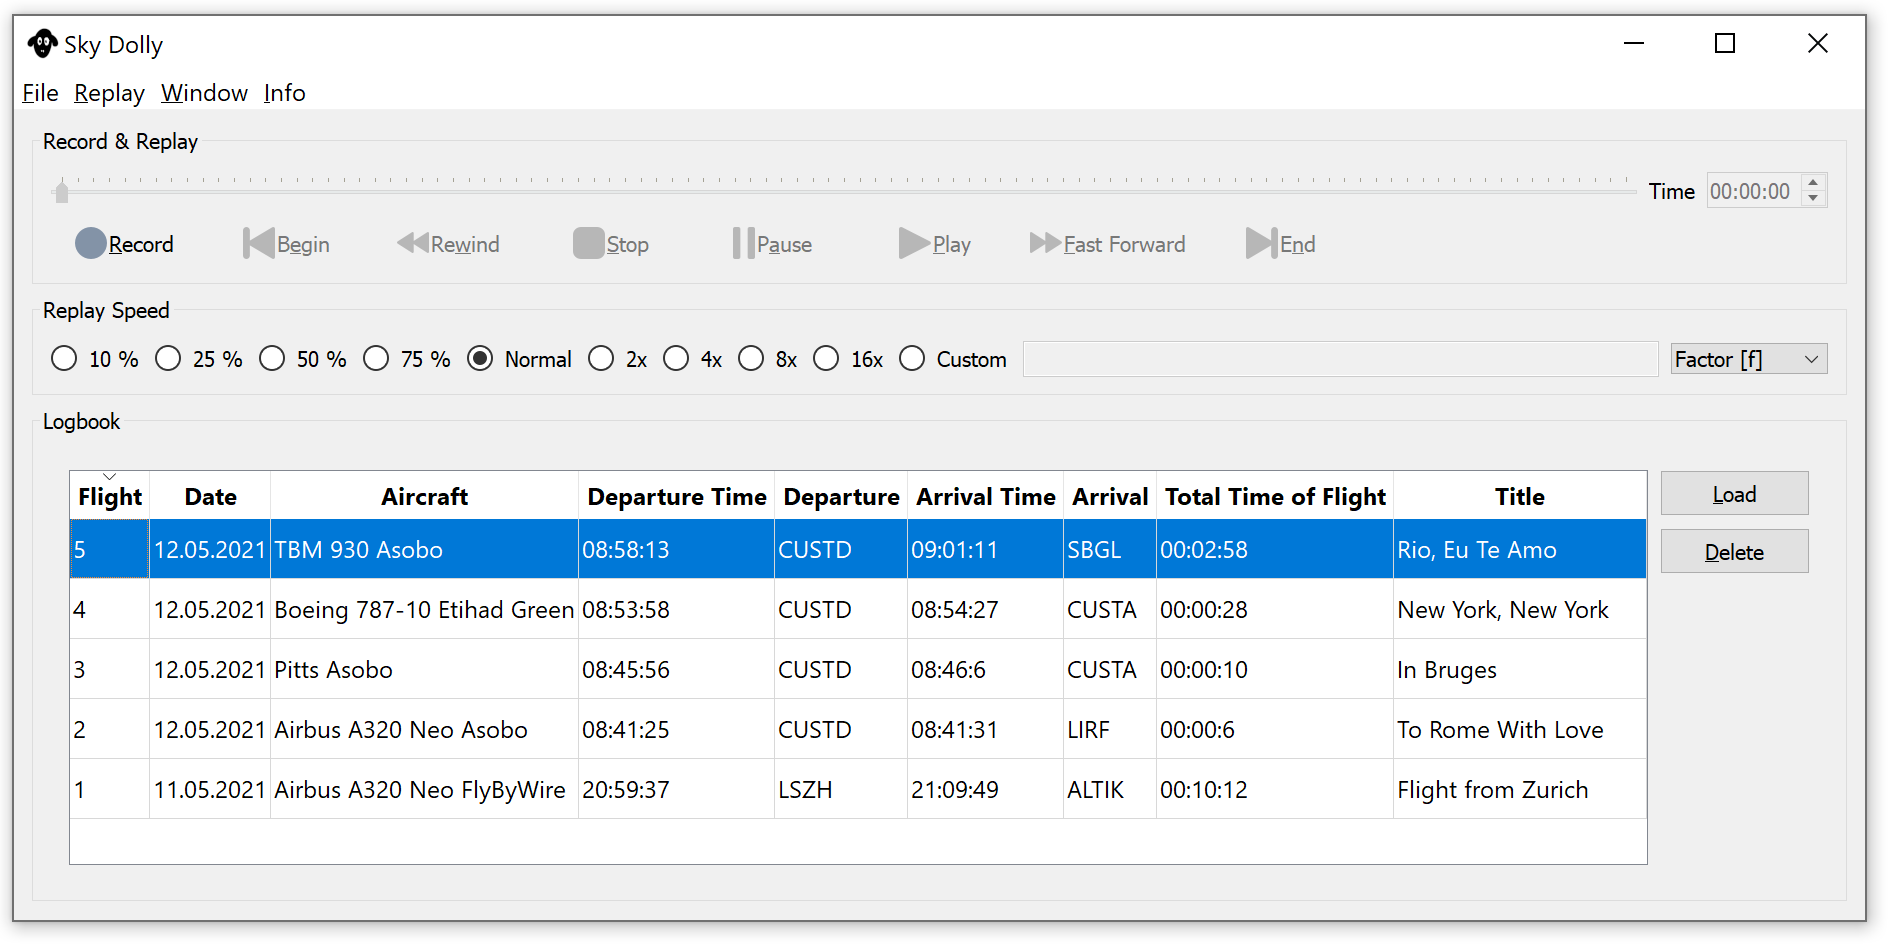 Sky Dolly
File Replay Window Info
Record & Replay
Time 00:00:00
Record Begin Rewind Stop Pause Play Fast Forward End
Replay Speed
10 % 25 % 50 % 75 % Normal 2x 4x 8x 16x Custom Factor [f]
Logbook
Flight Date Aircraft Departure Time Departure Arrival Time Arrival Total Time of Flight Title Load
5 12.05.2021 TBM 930 Asobo 08:58:13 CUSTD 09:01:11 SBGL 00:02:58 Rio, Eu Te Amo Delete
4 12.05.2021 Boeing 787-10 Etihad Green 08:53:58 CUSTD 08:54:27 CUSTA 00:00:28 New York, New York
3 12.05.2021 Pitts Asobo 08:45:56 CUSTD 08:46:6 CUSTA 00:00:10 In Bruges
2 12.05.2021 Airbus A320 Neo Asobo 08:41:25 CUSTD 08:41:31 LIRF 00:00:6 To Rome With Love
1 11.05.2021 Airbus A320 Neo FlyByWire 20:59:37 LSZH 21:09:49 ALTIK 00:10:12 Flight from Zurich